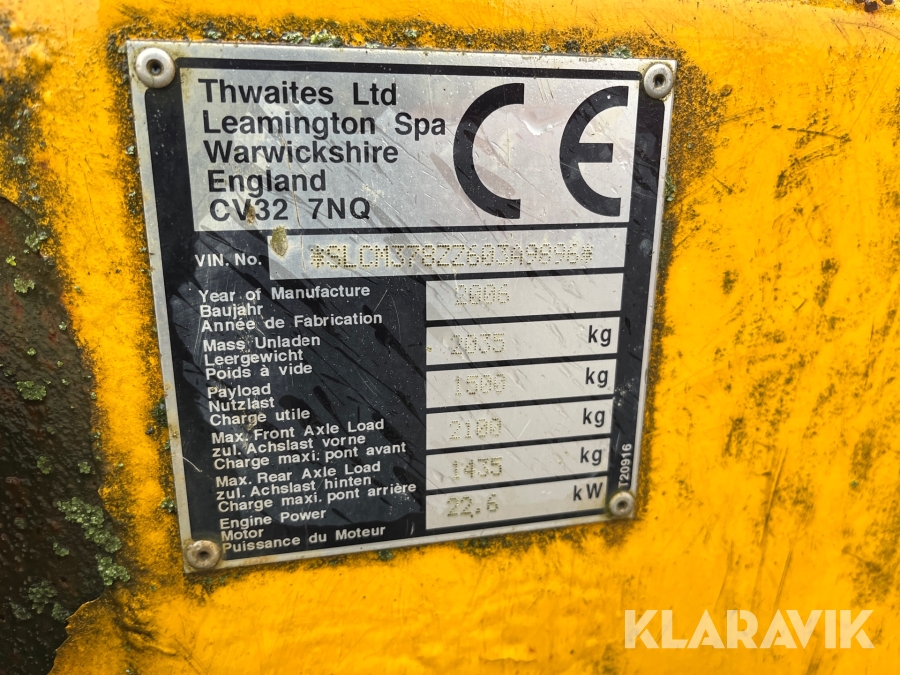 Thwaites Ltd
Leamington Spa
Warwickshire
England
CV32 7NQ
CE
VIN. No. *SLCM378ZZ603A9896*
Year of Manufacture
Baujahr
Année de Fabrication
2006
Mass Unladen
Leergewicht
Poids à vide
2035 kg
Payload
Nutzlast
Charge utile
1500 kg
Max. Front Axle Load
zul. Achslast vorne
Charge maxi. pont avant
2100 kg
Max. Rear Axle Load
zul. Achslast hinten
Charge maxi. pont arrière
1435 kg
Engine Power
Motor
Puissance du Moteur
22,6 kW
T20916
KLARAVIK